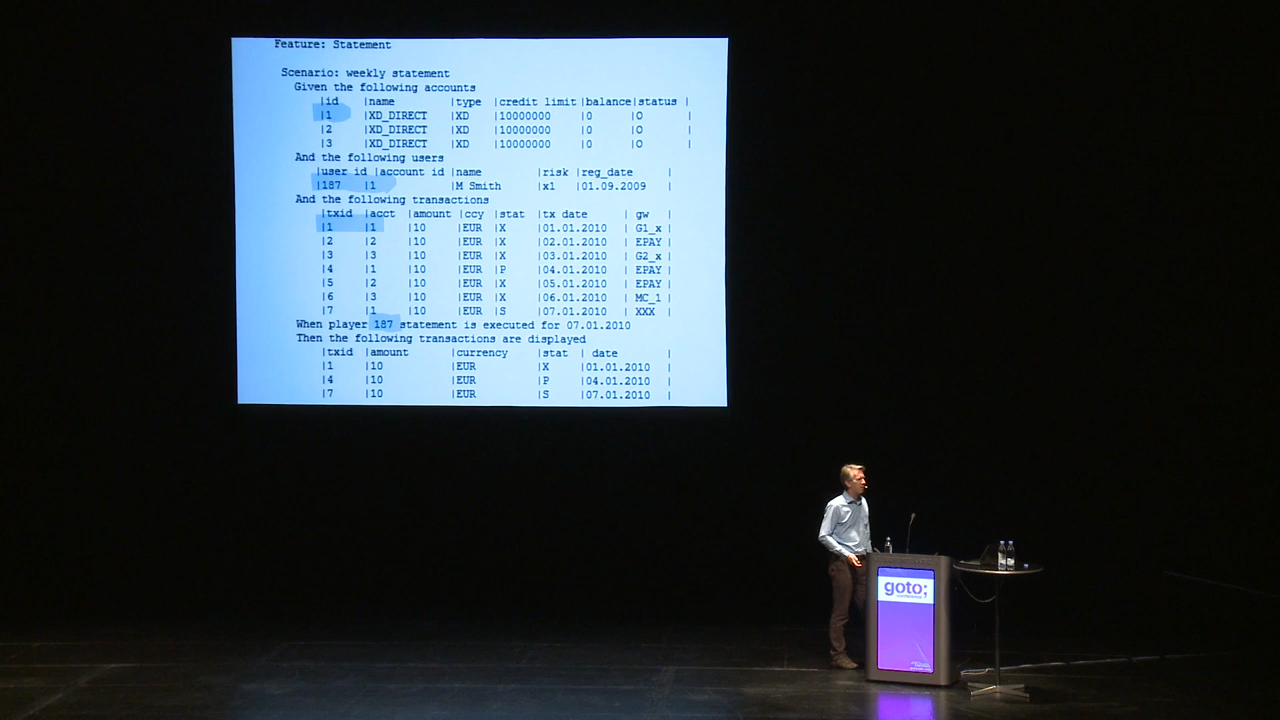 Feature: Statement
Scenario: weekly statement
Given the following accounts
|id |name |type |credit limit|balance|status |
|1 |XD_DIRECT |XD |10000000 |0 |O |
|2 |XD_DIRECT |XD |10000000 |0 |O |
|3 |XD_DIRECT |XD |10000000 |0 |O |
And the following users
|user id |account id |name |risk |reg_date |
|187 |1 |M Smith |x1 |01.09.2009 |
And the following transactions
|txid |acct |amount |ccy |stat |tx date | gw |
|1 |1 |10 |EUR |X |01.01.2010 | G1_x |
|2 |2 |10 |EUR |X |02.01.2010 | EPAY |
|3 |3 |10 |EUR |X |03.01.2010 | G2_x |
|4 |1 |10 |EUR |P |04.01.2010 | EPAY |
|5 |2 |10 |EUR |X |05.01.2010 | EPAY |
|6 |3 |10 |EUR |X |06.01.2010 | MC_1 |
|7 |1 |10 |EUR |S |07.01.2010 | XXX |
When player 187 statement is executed for 07.01.2010
Then the following transactions are displayed
|txid |amount |currency |stat | date |
|1 |10 |EUR |X |01.01.2010 |
|4 |10 |EUR |P |04.01.2010 |
|7 |10 |EUR |S |07.01.2010 |
goto;
conference